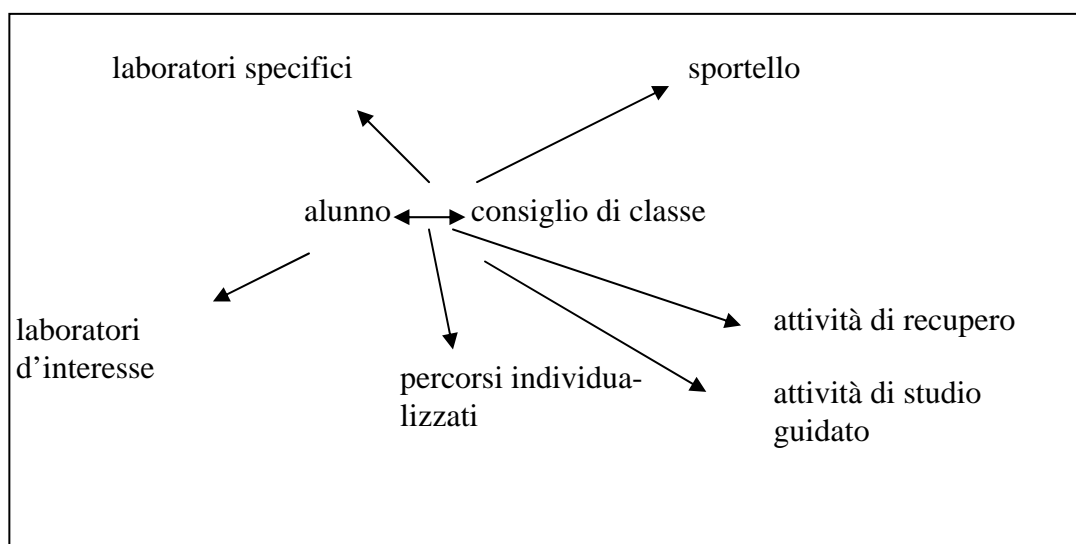 laboratori specifici
sportello
alunno
consiglio di classe
laboratori
d’interesse
attività di recupero
percorsi individua-
lizzati
attività di studio
guidato